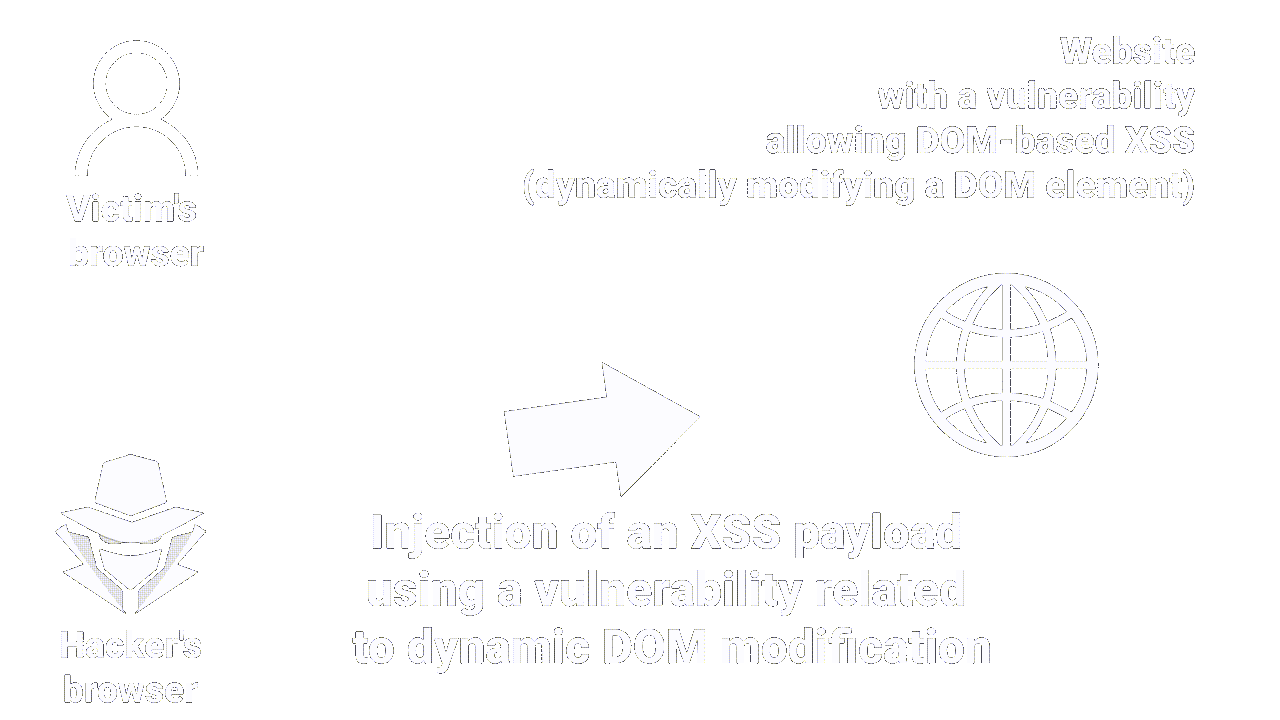 Website
with a vulnerability
allowing DOM-based XSS
(dynamically modifying a DOM element)
Victim's
browser
Injection of an XSS payload
using a vulnerability related
to dynamic DOM modification
Hacker's
browser